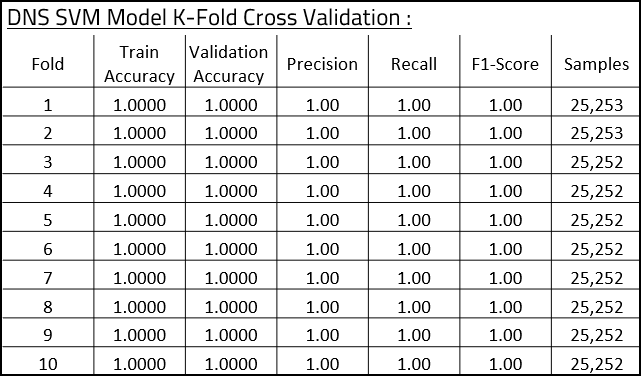 DNS SVM Model K-Fold Cross Validation :
Fold Train Accuracy Validation Accuracy Precision Recall F1-Score Samples
1 1.0000 1.0000 1.00 1.00 1.00 25,253
2 1.0000 1.0000 1.00 1.00 1.00 25,253
3 1.0000 1.0000 1.00 1.00 1.00 25,252
4 1.0000 1.0000 1.00 1.00 1.00 25,252
5 1.0000 1.0000 1.00 1.00 1.00 25,252
6 1.0000 1.0000 1.00 1.00 1.00 25,252
7 1.0000 1.0000 1.00 1.00 1.00 25,252
8 1.0000 1.0000 1.00 1.00 1.00 25,252
9 1.0000 1.0000 1.00 1.00 1.00 25,252
10 1.0000 1.0000 1.00 1.00 1.00 25,252